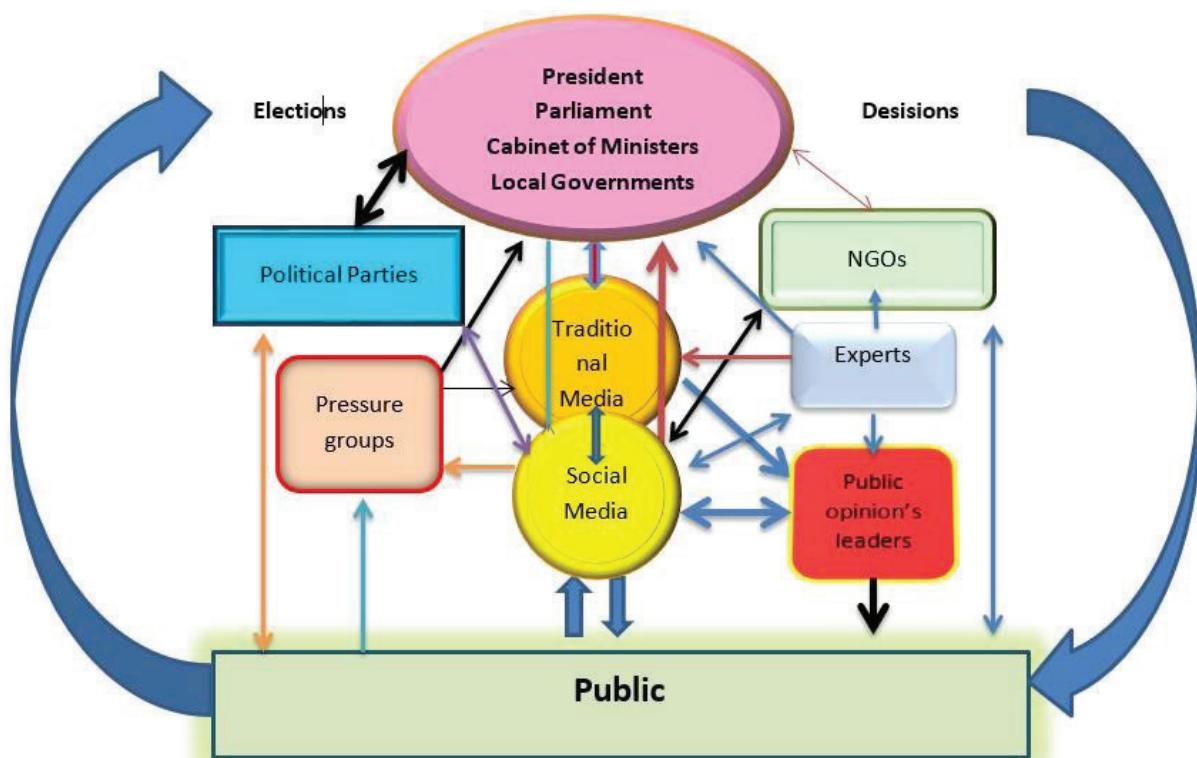 President
Parliament
Cabinet of Ministers
Local Governments
Elections
Desisions
Political Parties
NGOs
Traditio
nal
Media
Experts
Pressure
groups
Social
Media
Public
opinion's
leaders
Public